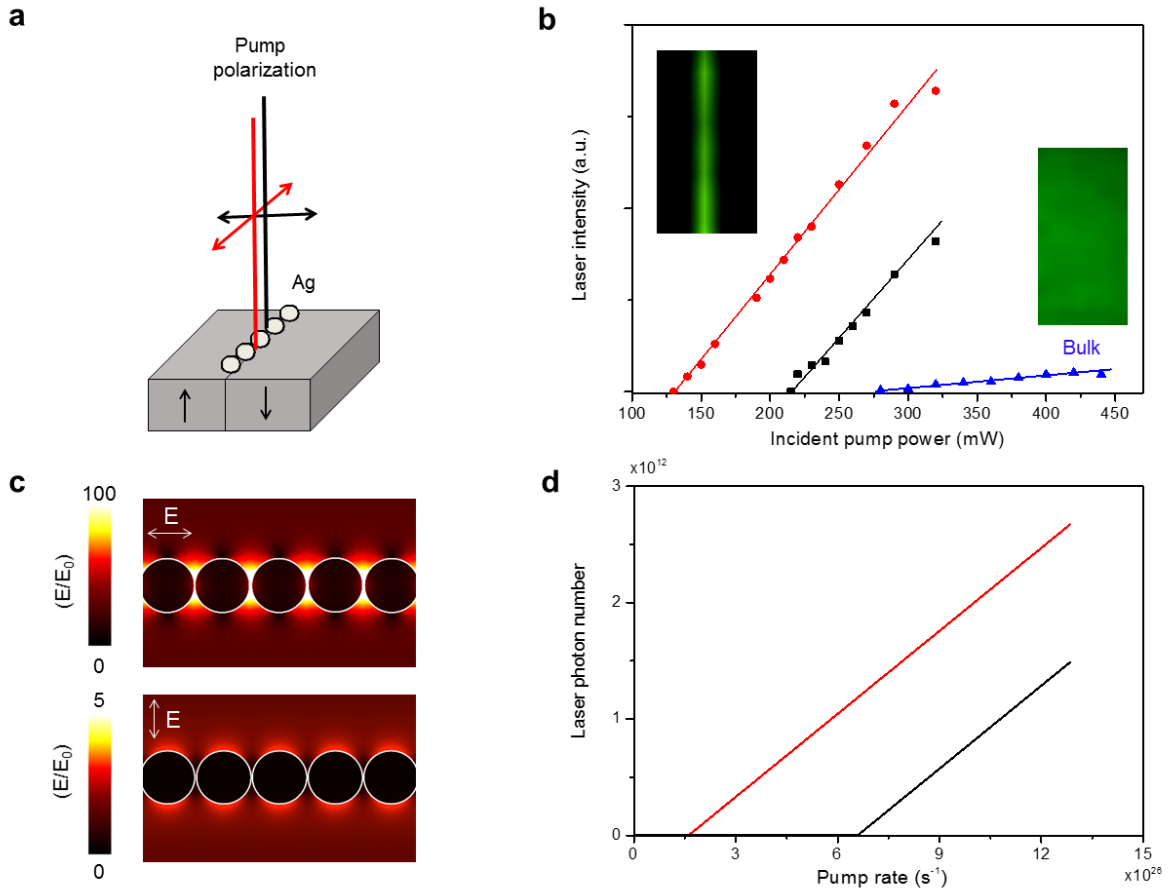 a
Pump
polarization
Ag
b
Laser intensity (a.u.)
Bulk
100 150 200 250 300 350 400 450
Incident pump power (mW)
c
100
(E/E₀)
0
E
5
(E/E₀)
0
E
d
x10¹²
3
2
1
0
Laser photon number
0 3 6 9 12 15
Pump rate (s⁻¹)
x10²⁶